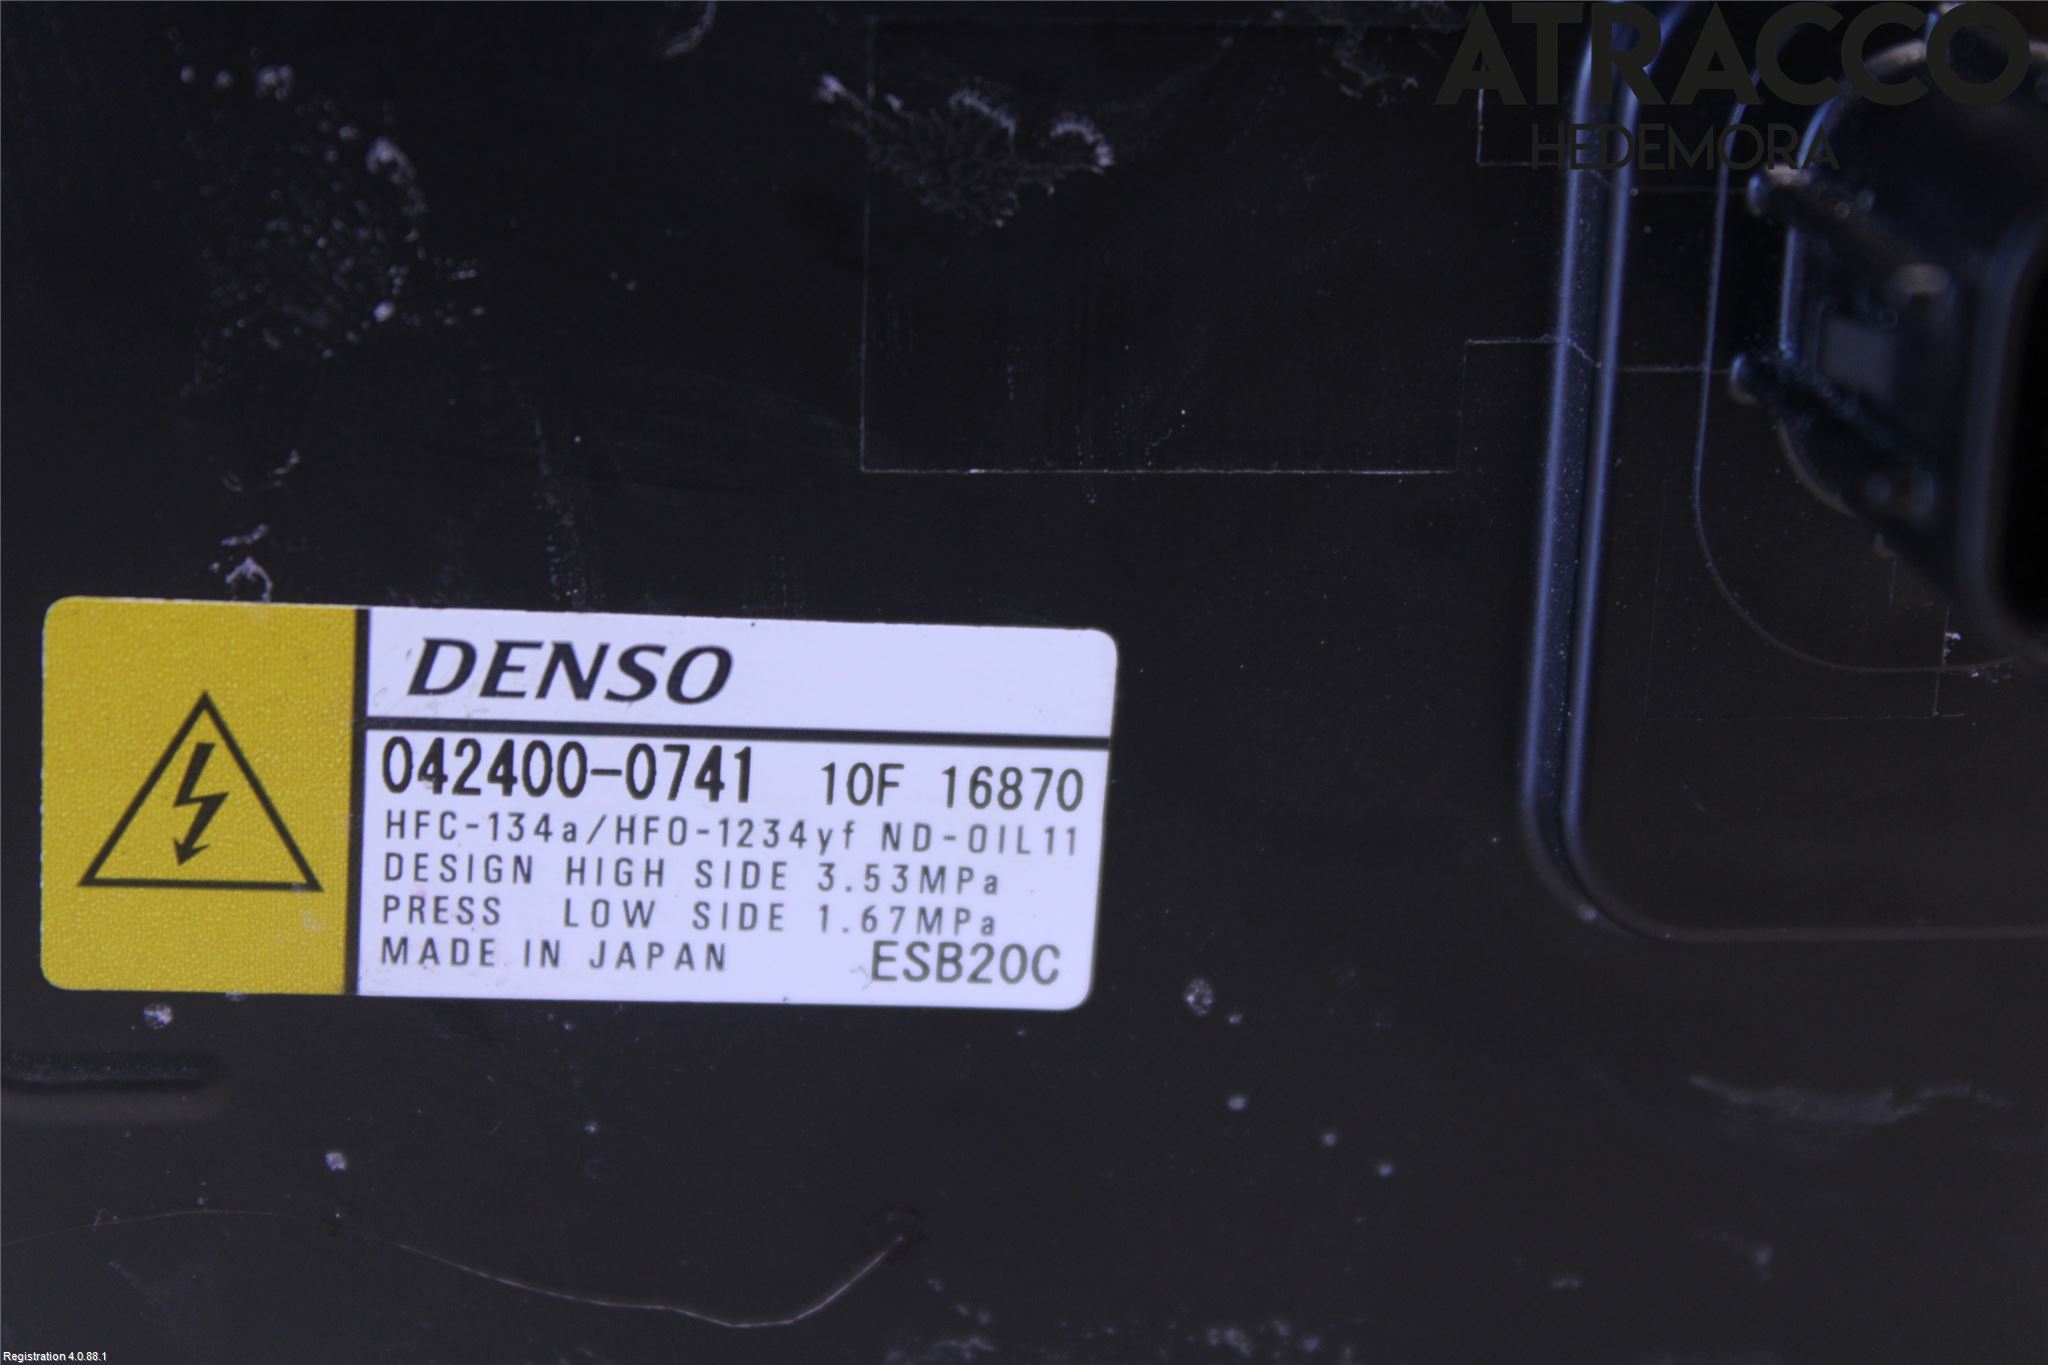 ATRACCO
HEDEMORA
DENSO
042400-0741 10F 16870
HFC-134a/HFO-1234yf ND-OIL11
DESIGN HIGH SIDE 3.53MPa
PRESS LOW SIDE 1.67MPa
MADE IN JAPAN ESB20C
Registration 4.0.88.1